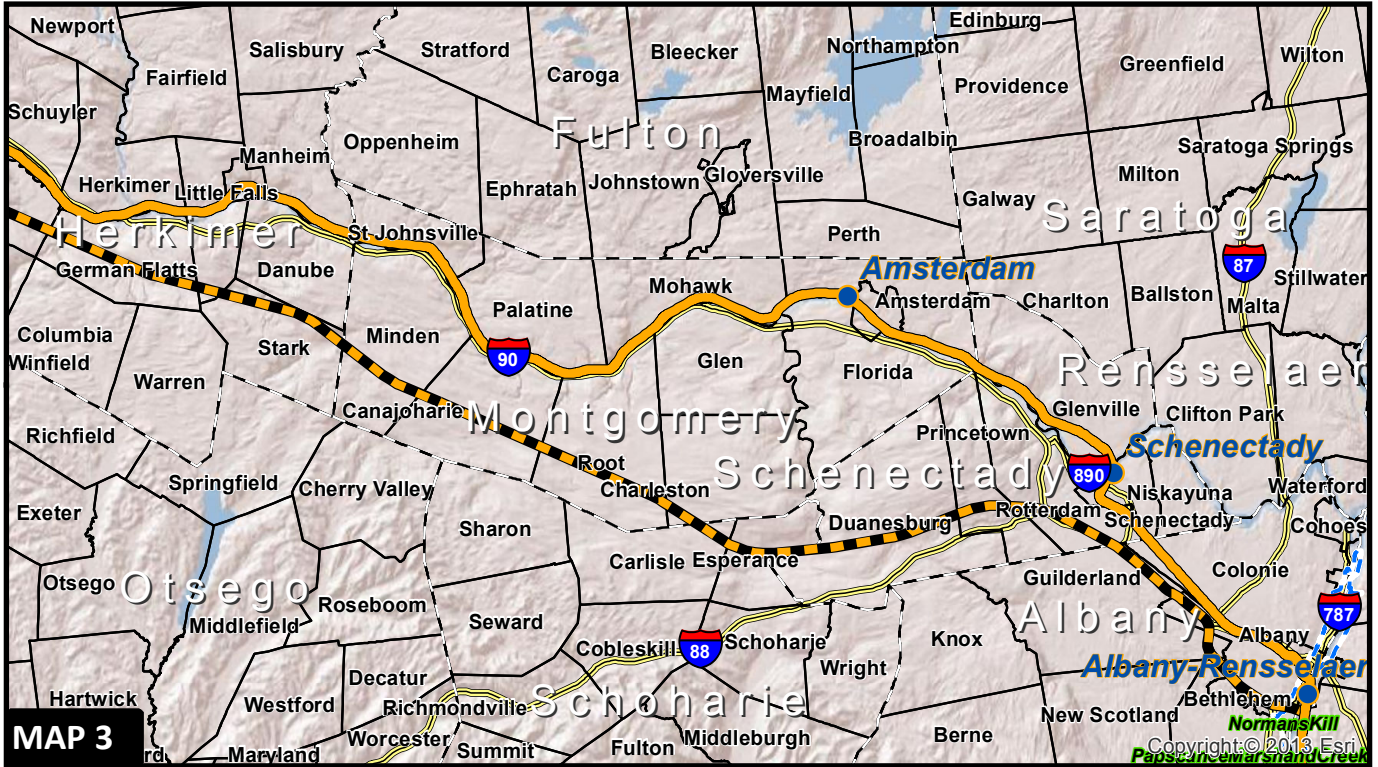 Newport
Salisbury
Stratford
Bleecker
Edinburg
Northampton
Wilton
Fairfield
Caroga
Greenfield
Mayfield
Providence
Schuyler
Fulton
Oppenheim
Broadalbin
Saratoga Springs
Manheim
Herkimer
Little Falls
Ephratah
Johnstown
Gloversville
Milton
Galway
Saratoga
Herkimer
St Johnsville
Perth
German Flatts
Danube
Amsterdam
87
Stillwater
Mohawk
Amsterdam
Charlton
Ballston
Malta
Palatine
Columbia
Winfield
Stark
Minden
90
Glen
Florida
Rensselaer
Warren
Canajoharie
Montgomery
Glenville
Clifton Park
Richfield
Princetown
Schenectady
Root
Schenectady
890
Springfield
Cherry Valley
Charleston
Niskayuna
Waterford
Exeter
Sharon
Duanesburg
Rotterdam
Schenectady
Cohoes
Carlisle
Esperance
Otsego
Otsego
Guilderland
Colonie
Roseboom
Middlefield
Seward
Albany
787
Cobleskill
88
Schoharie
Knox
Albany
Wright
Albany-Rensselaer
Decatur
Hartwick
Westford
Richmondville
Schoharie
Bethlehem
New Scotland
NormansKill
MAP 3
rd
Maryland
Worcester
Summit
Fulton
Middleburgh
Berne
Copyright:© 2013 Esri
PapscaneeMarshandCreek